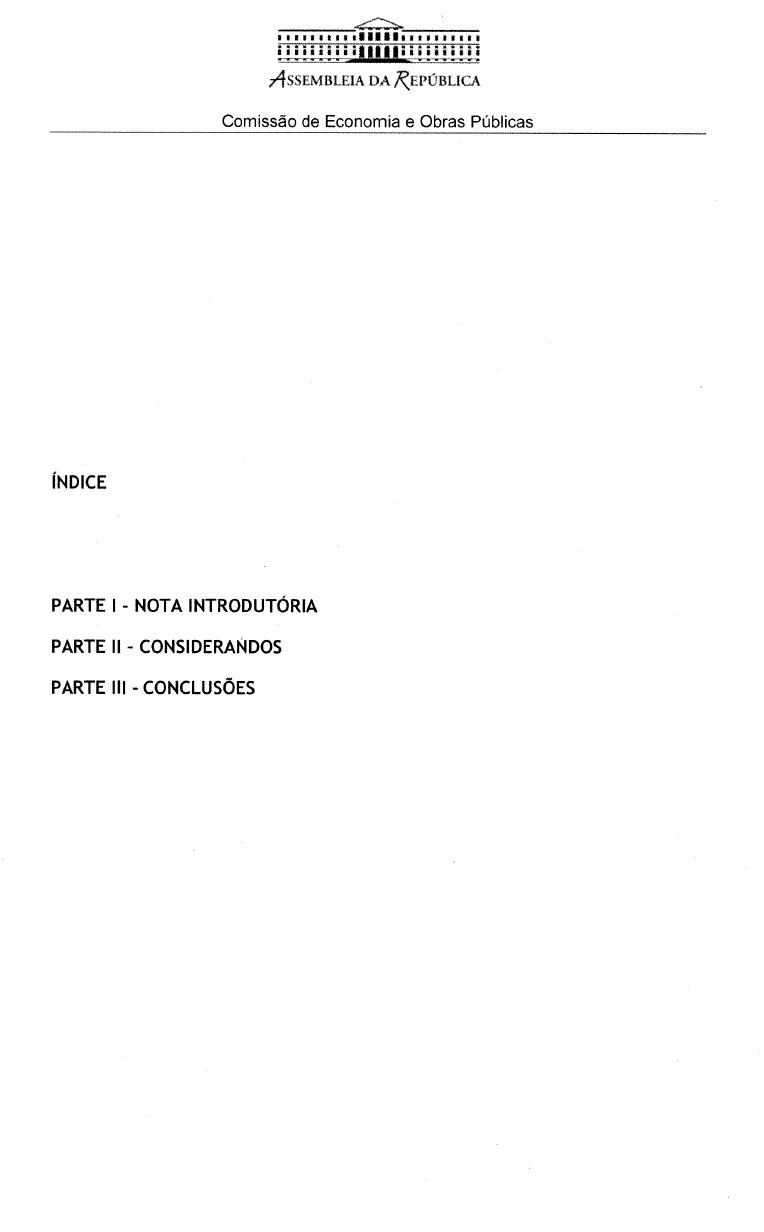 ASSEMBLEIA DA REPÚBLICA
Comissão de Economia e Obras Públicas
ÍNDICE
PARTE I - NOTA INTRODUTÓRIA
PARTE II - CONSIDERANDOS
PARTE III - CONCLUSÕES